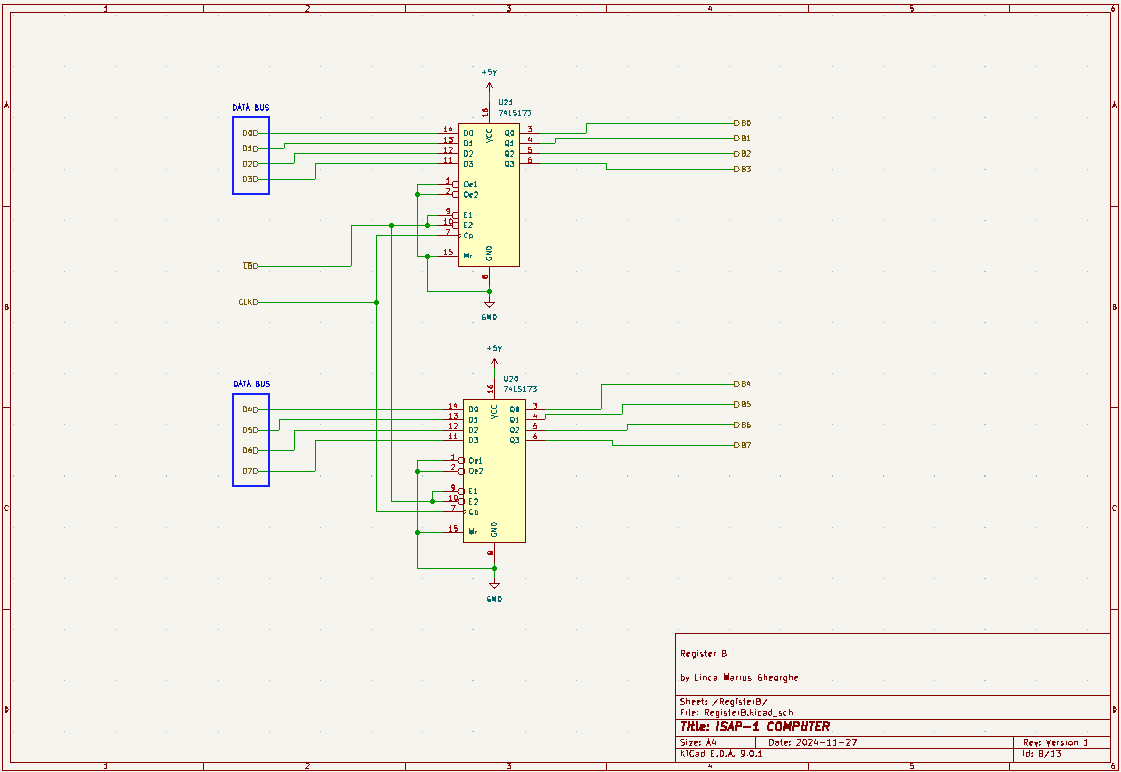 1 2 3 4 5 6
A A
B B
C C
D D
+5V
U21
74LS173
16
VCC
DATA BUS
D0 14 D0 Q0 3 B0
D1 13 D1 Q1 4 B1
D2 12 D2 Q2 5 B2
D3 11 D3 Q3 6 B3
1 Oe1
2 Oe2
9 E1
10 E2
7 Cp
15 Mr GND
LB
8
CLK
GND
+5V
U20
74LS173
16
VCC
DATA BUS
D4 14 D0 Q0 3 B4
D5 13 D1 Q1 4 B5
D6 12 D2 Q2 5 B6
D7 11 D3 Q3 6 B7
1 Oe1
2 Oe2
9 E1
10 E2
7 Cp
15 Mr GND
8
GND
Register B
by Linca Marius Gheorghe
Sheet: /RegisterB/
File: RegisterB.kicad_sch
Title: ISAP-1 COMPUTER
Size: A4 Date: 2024-11-27 Rev: Version 1
KiCad E.D.A. 9.0.1 Id: 8/13
1 2 3 4 5 6